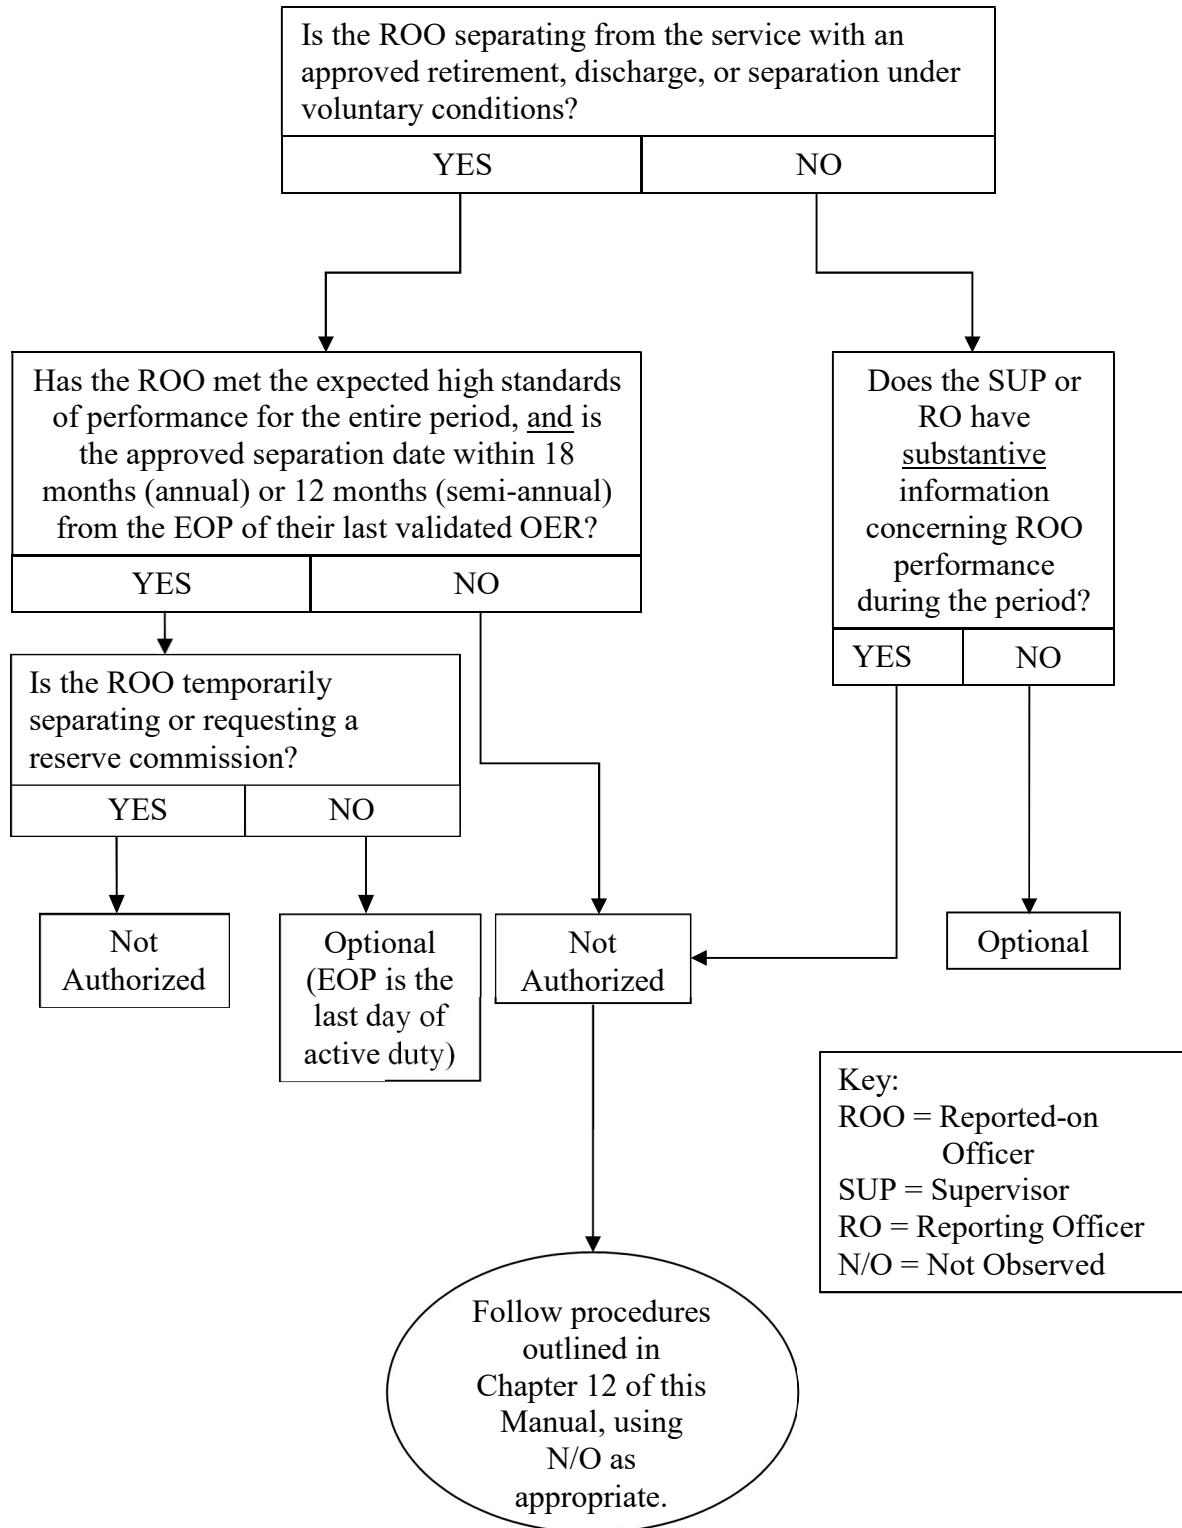 Is the ROO separating from the service with an
approved retirement, discharge, or separation under
voluntary conditions?
YES
NO
Has the ROO met the expected high standards
of performance for the entire period, and is
the approved separation date within 18
months (annual) or 12 months (semi-annual)
from the EOP of their last validated OER?
YES
NO
Does the SUP or
RO have
substantive
information
concerning ROO
performance
during the period?
YES
NO
Is the ROO temporarily
separating or requesting a
reserve commission?
YES
NO
Not
Authorized
Optional
(EOP is the
last day of
active duty)
Not
Authorized
Optional
Key:
ROO = Reported-on
Officer
SUP = Supervisor
RO = Reporting Officer
N/O = Not Observed
Follow procedures
outlined in
Chapter 12 of this
Manual, using
N/O as
appropriate.